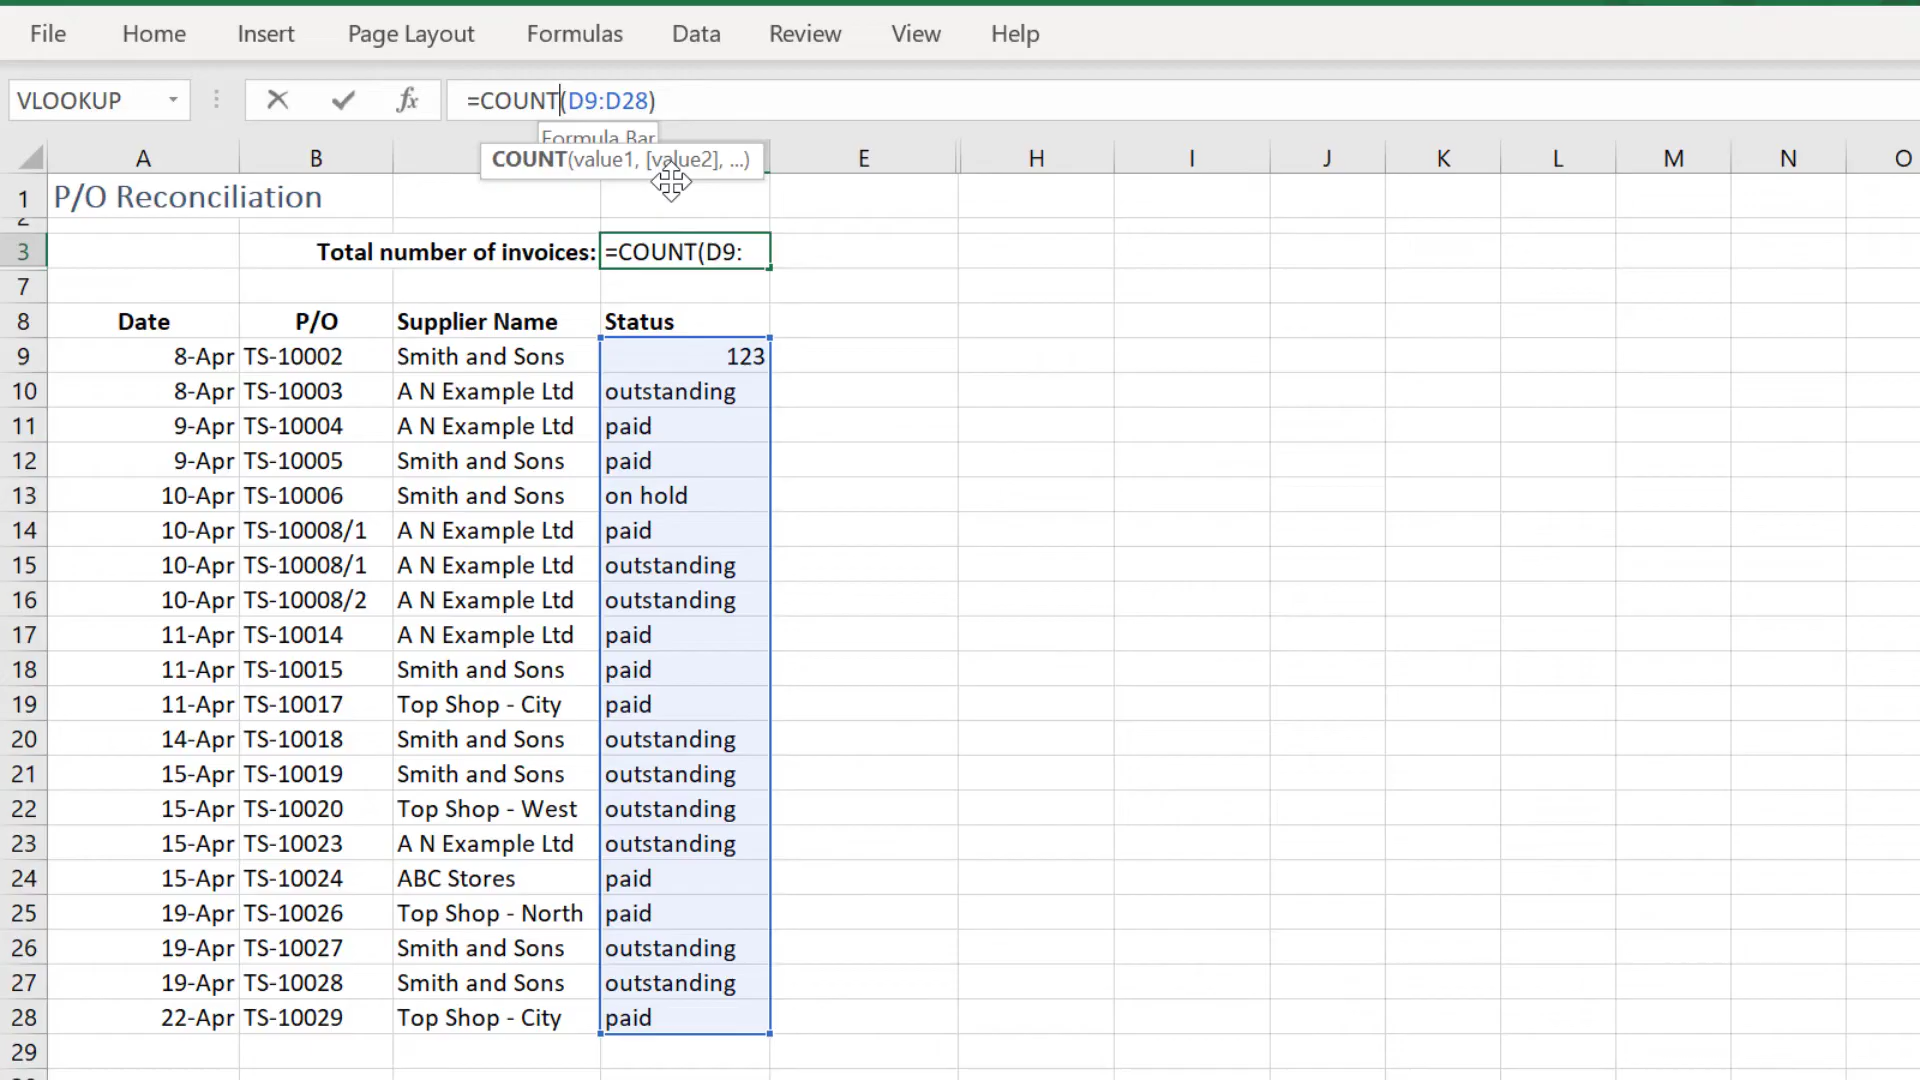 File Home Insert Page Layout Formulas Data Review View Help
VLOOKUP fx =COUNT(D9:D28)
Formula Bar
COUNT(value1, [value2], ...)
A B E H I J K L M N O
1 P/O Reconciliation
2
3 Total number of invoices: =COUNT(D9:
7
8 Date P/O Supplier Name Status
9 8-Apr TS-10002 Smith and Sons 123
10 8-Apr TS-10003 A N Example Ltd outstanding
11 9-Apr TS-10004 A N Example Ltd paid
12 9-Apr TS-10005 Smith and Sons paid
13 10-Apr TS-10006 Smith and Sons on hold
14 10-Apr TS-10008/1 A N Example Ltd paid
15 10-Apr TS-10008/1 A N Example Ltd outstanding
16 10-Apr TS-10008/2 A N Example Ltd outstanding
17 11-Apr TS-10014 A N Example Ltd paid
18 11-Apr TS-10015 Smith and Sons paid
19 11-Apr TS-10017 Top Shop - City paid
20 14-Apr TS-10018 Smith and Sons outstanding
21 15-Apr TS-10019 Smith and Sons outstanding
22 15-Apr TS-10020 Top Shop - West outstanding
23 15-Apr TS-10023 A N Example Ltd outstanding
24 15-Apr TS-10024 ABC Stores paid
25 19-Apr TS-10026 Top Shop - North paid
26 19-Apr TS-10027 Smith and Sons outstanding
27 19-Apr TS-10028 Smith and Sons outstanding
28 22-Apr TS-10029 Top Shop - City paid
29